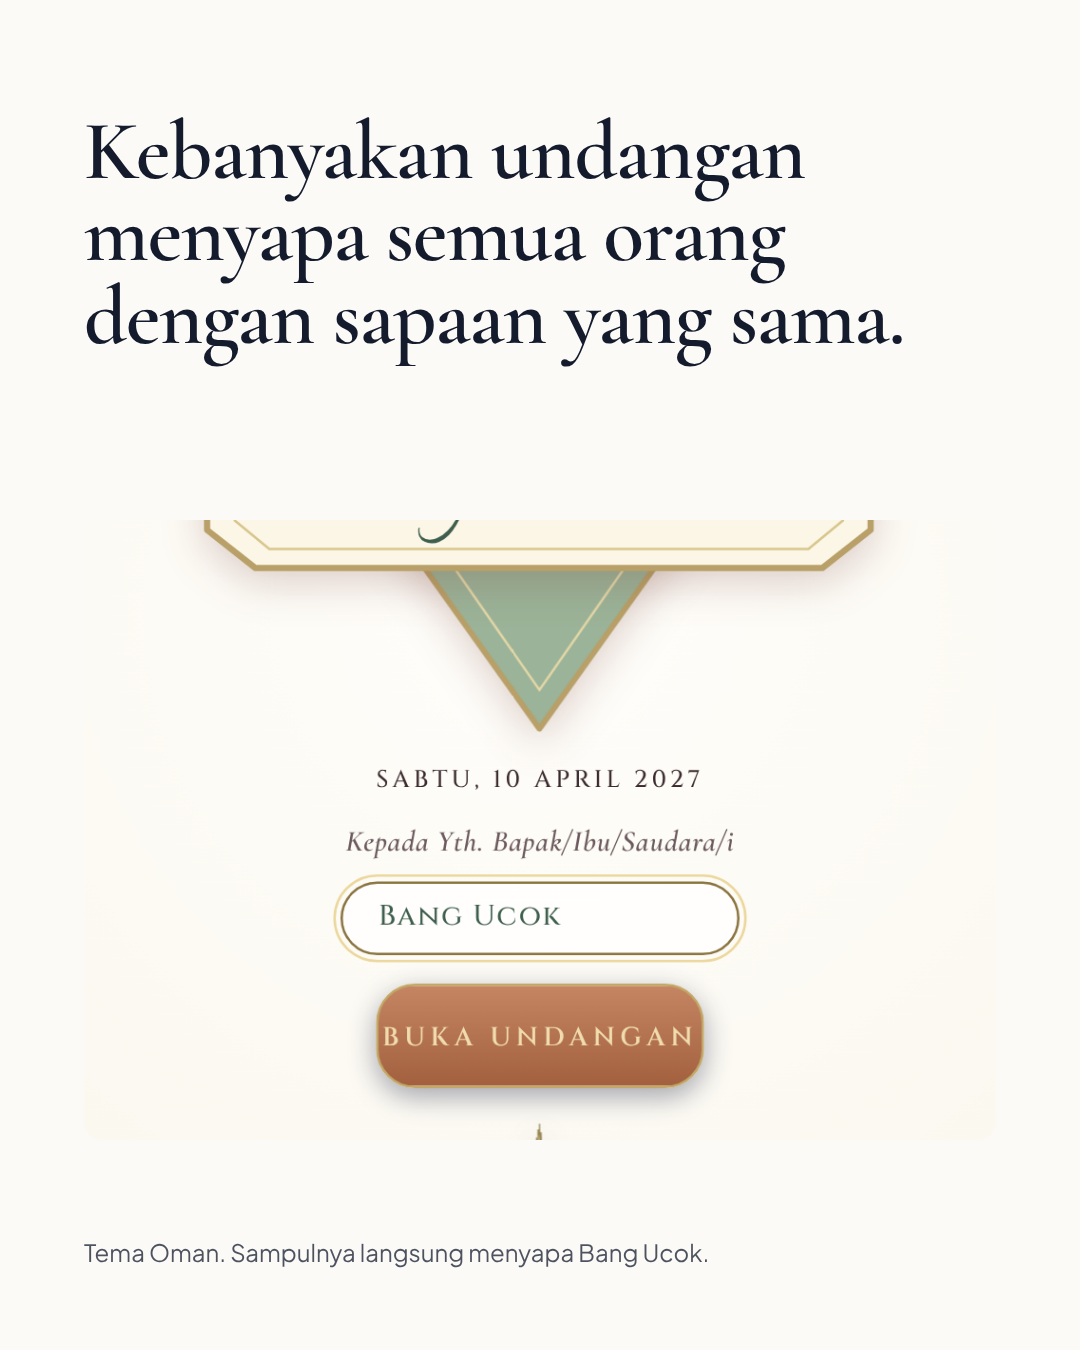 Kebanyakan undangan
menyapa semua orang
dengan sapaan yang sama.
SABTU, 10 APRIL 2027
Kepada Yth. Bapak/Ibu/Saudara/i
Bang Ucok
BUKA UNDANGAN
Tema Oman. Sampulnya langsung menyapa Bang Ucok.